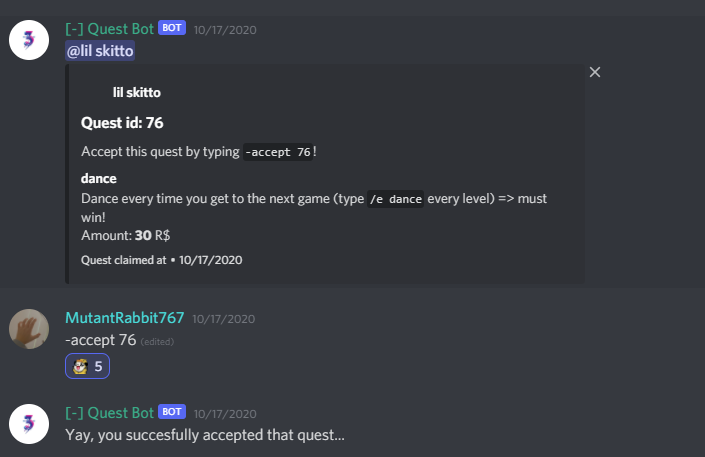 [-] Quest Bot BOT 10/17/2020
@lil skitto
lil skitto
Quest id: 76
Accept this quest by typing -accept 76!
dance
Dance every time you get to the next game (type /e dance every level) => must
win!
Amount: 30 R$
Quest claimed at • 10/17/2020
MutantRabbit767 10/17/2020
-accept 76 (edited)
5
[-] Quest Bot BOT 10/17/2020
Yay, you succesfully accepted that quest...